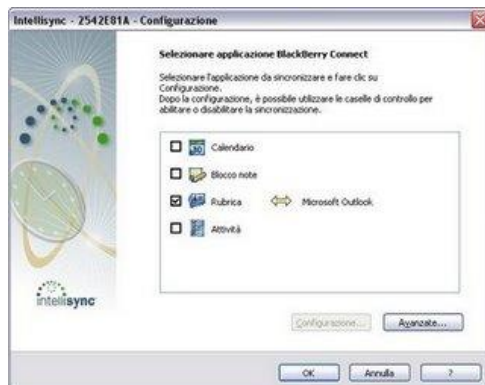 Intellisync - 2542E81A - Configurazione
Selezionare applicazione BlackBerry Connect
Selezionare l'applicazione da sincronizzare e fare clic su
Configurazione.
Dopo la configurazione, è possibile utilizzare le caselle di controllo per
abilitare o disabilitare la sincronizzazione.
Calendario
Blocco note
Rubrica Microsoft Outlook
Attività
intellisync
Configurazione... Avanzate...
OK Annulla ?